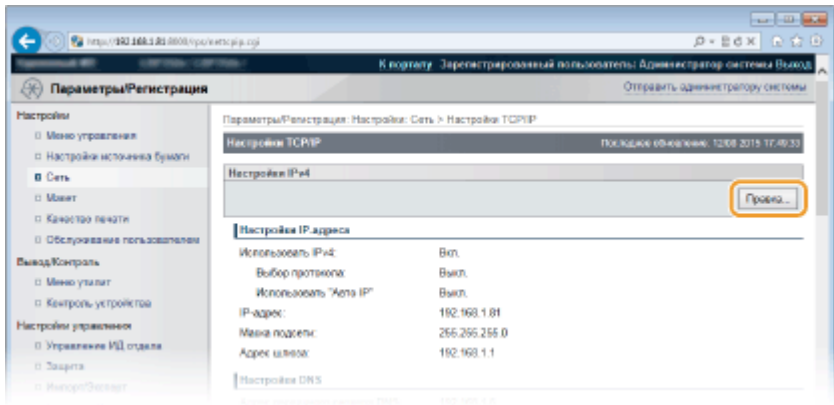 http://192.168.1.81:8000/rps/nettcpip.cgi
К порталу Зарегистрированный пользователь: Администратор системы Выход
Параметры/Регистрация
Отправить администратору системы
Настройки
Меню управления
Настройки источника бумаги
Сеть
Макет
Качество печати
Обслуживание пользователем
Вывод/Контроль
Меню утилит
Контроль устройства
Настройки управления
Управление ИД отдела
Защита
Импорт/Экспорт
Параметры/Регистрация: Настройки: Сеть > Настройки TCP/IP
Настройки TCP/IP
Последнее обновление: 12/08 2015 17:49:33
Настройки IPv4
Правка...
Настройки IP-адреса
Использовать IPv4: Вкл.
Выбор протокола: Выкл.
Использовать "Авто IP" Выкл.
IP-адрес: 192.168.1.81
Маска подсети: 255.255.255.0
Адрес шлюза: 192.168.1.1
Настройки DNS